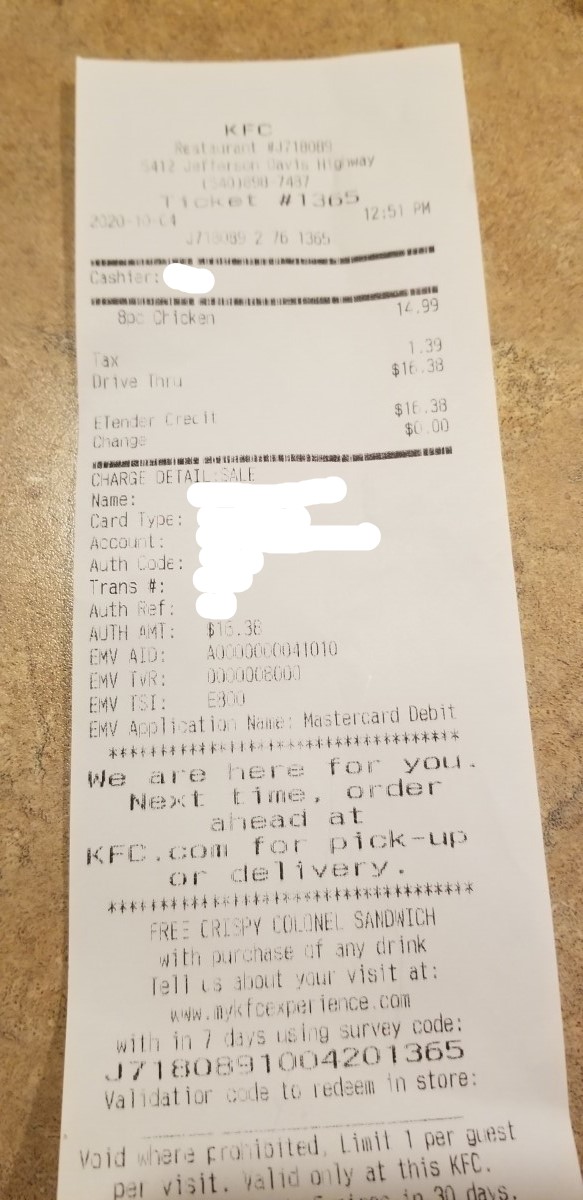 KFC
Restaurant #J718089
5412 Jefferson Davis Highway
7437
Ticket #1365
2020-10-04 12:51 PM
J718089 2 76 1365
Cashier:
8pc Chicken 14.99
Tax 1.39
Drive Thru $16.38
ETender Credit $16.38
Change $0.00
CHARGE DETAIL:SALE
Name:
Card Type:
Account:
Auth Code:
Trans #:
Auth Ref:
AUTH AMT: $16.38
EMV AID: A0000000041010
EMV TVR: 0000008000
EMV TSI: E800
EMV Application Name: Mastercard Debit
****************************************
We are here for you.
Next time, order
ahead at
KFC.com for pick-up
or delivery.
****************************************
FREE CRISPY COLONEL SANDWICH
with purchase of any drink
Tell us about your visit at:
www.mykfcexperience.com
with in 7 days using survey code:
J7180891004201365
Validation code to redeem in store:
Void where prohibited, Limit 1 per guest
per visit. Valid only at this KFC.
in 30 days